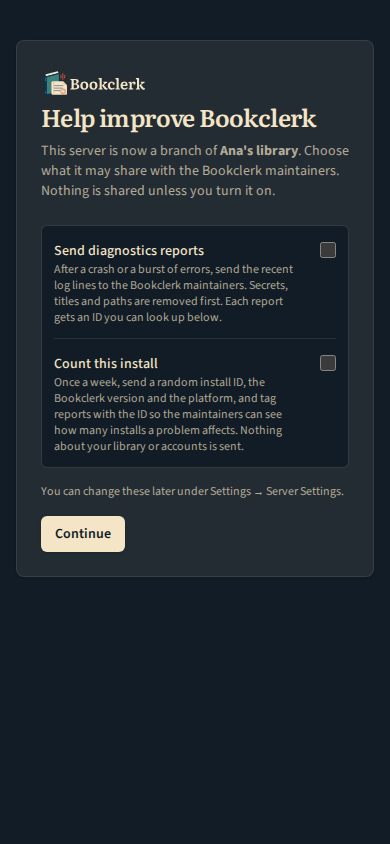 Bookclerk
Help improve Bookclerk
This server is now a branch of Ana's library. Choose
what it may share with the Bookclerk maintainers.
Nothing is shared unless you turn it on.
Send diagnostics reports
After a crash or a burst of errors, send the recent
log lines to the Bookclerk maintainers. Secrets,
titles and paths are removed first. Each report
gets an ID you can look up below.
Count this install
Once a week, send a random install ID, the
Bookclerk version and the platform, and tag
reports with the ID so the maintainers can see
how many installs a problem affects. Nothing
about your library or accounts is sent.
You can change these later under Settings → Server Settings.
Continue